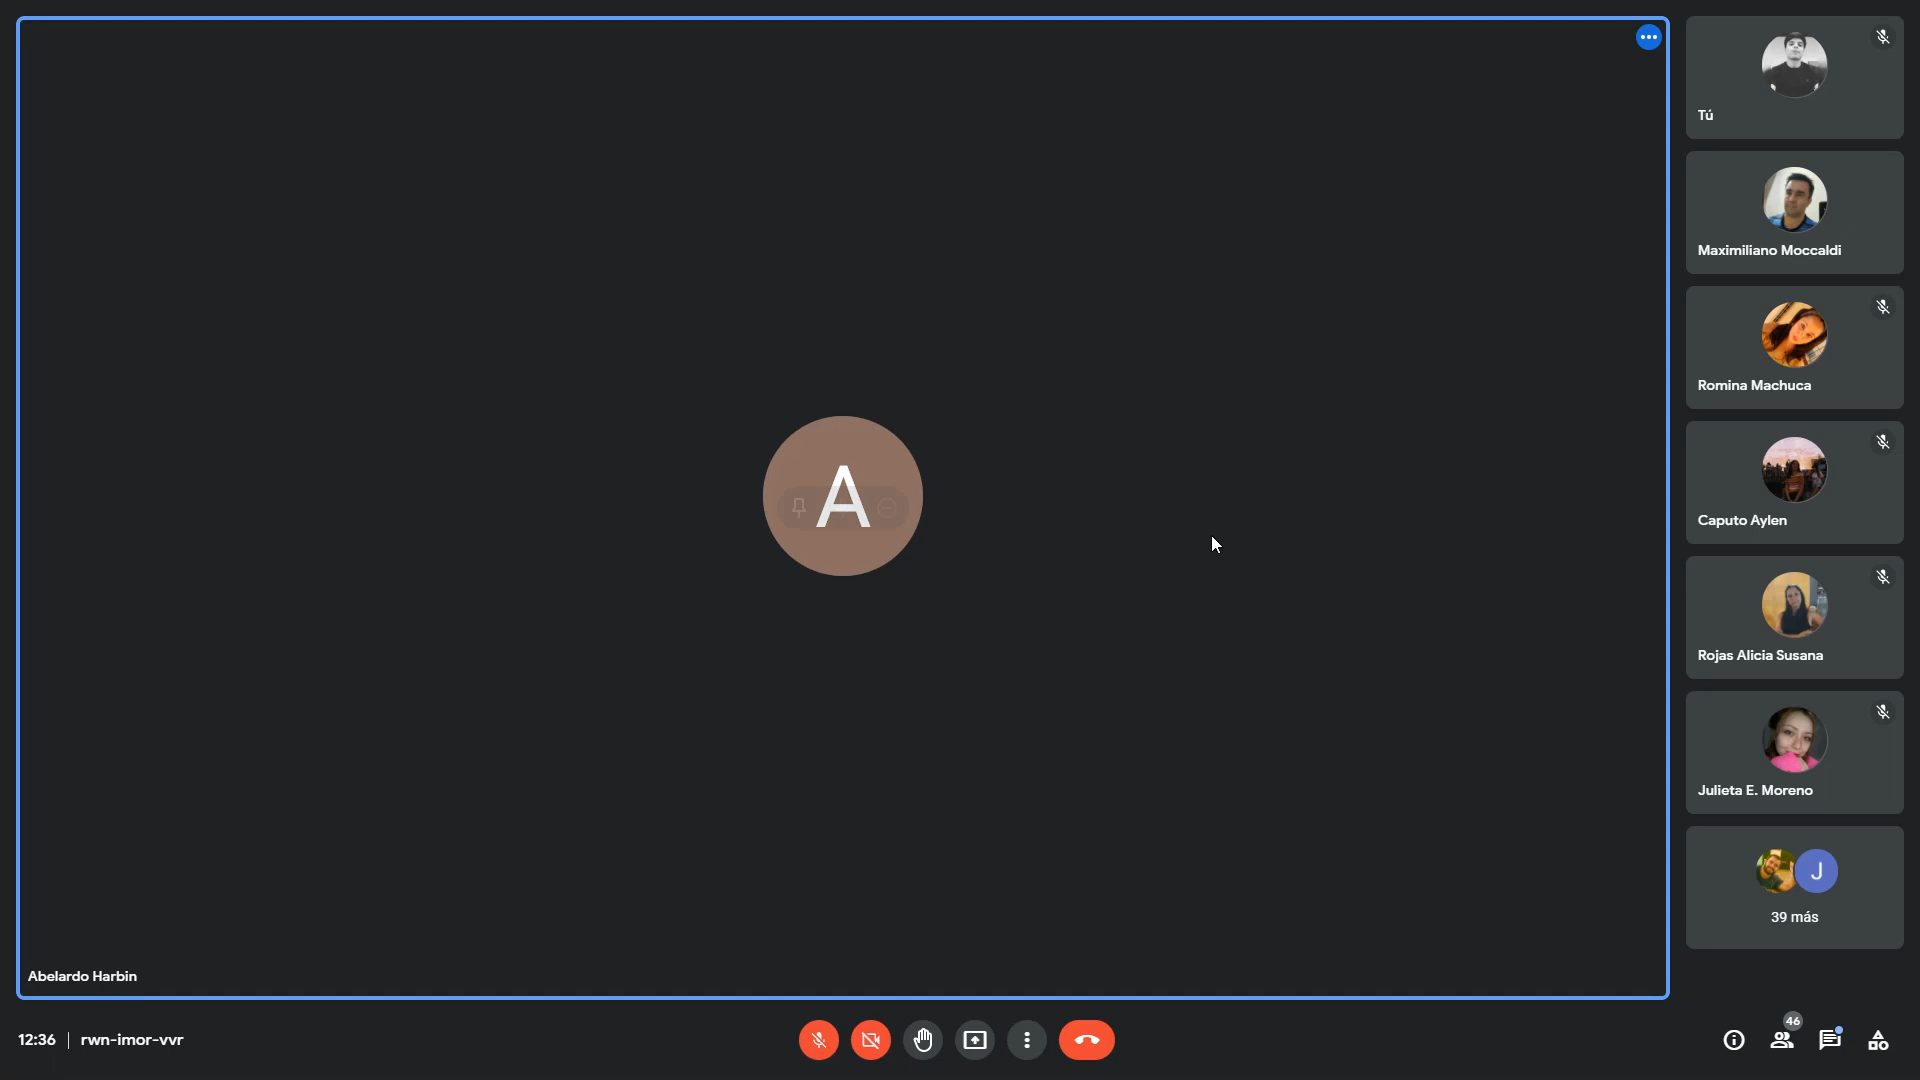 Tú
Maximiliano Moccaldi
Romina Machuca
Caputo Aylen
Rojas Alicia Susana
Julieta E. Moreno
J
39 más
A
Abelardo Harbin
12:36 | rwn-imor-vvr
46